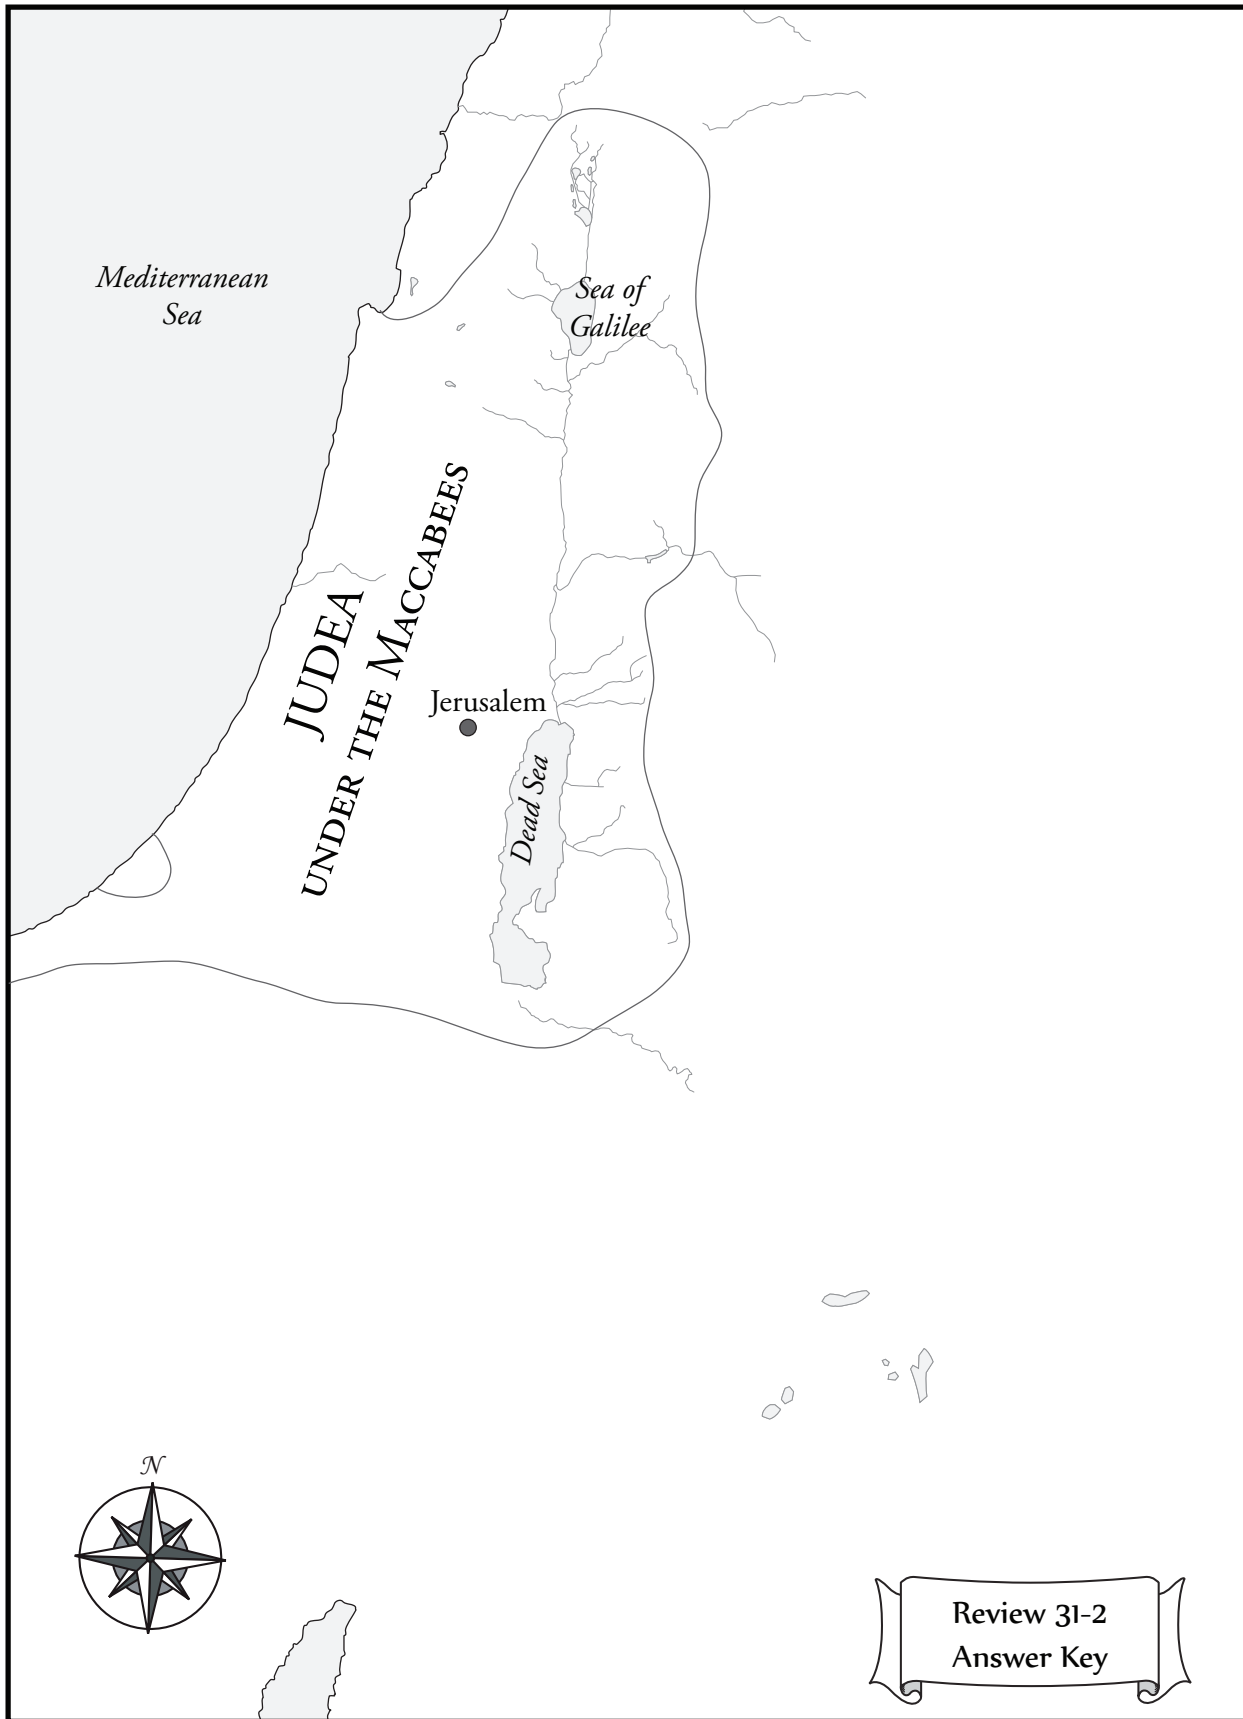 Mediterranean
Sea
Sea of
Galilee
JUDEA
UNDER THE MACCABEES
Jerusalem
Dead Sea
N
Review 31-2
Answer Key